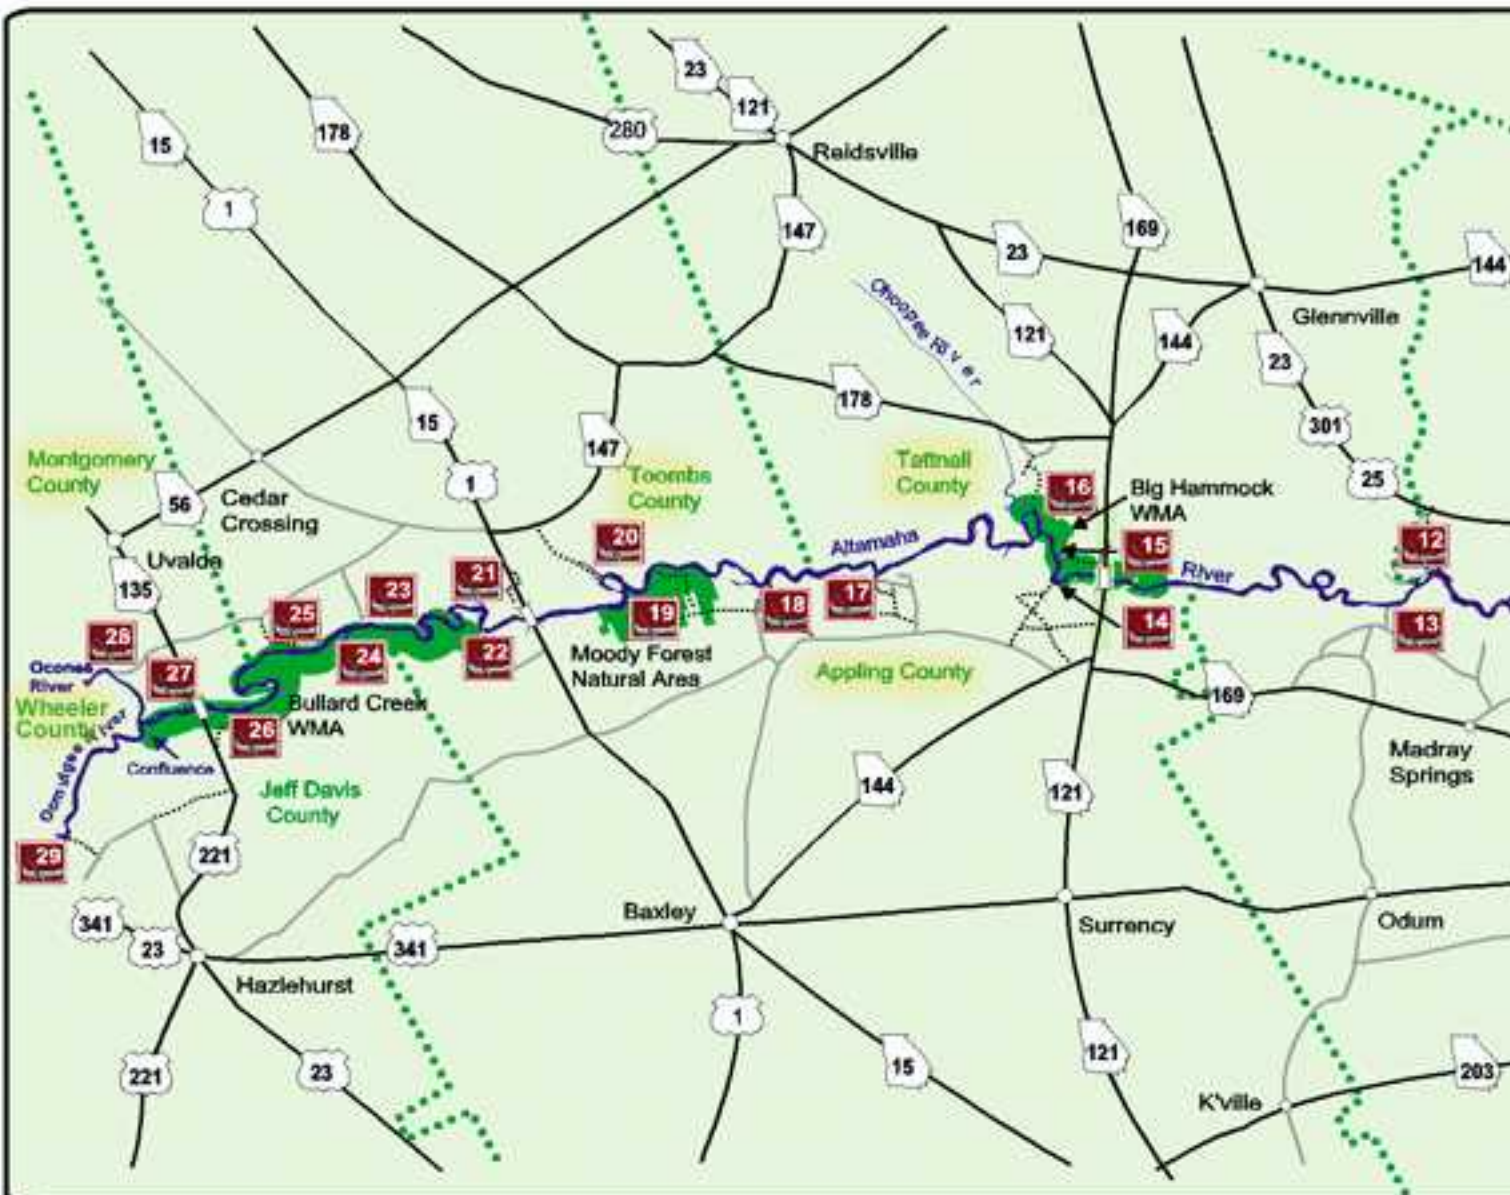 23
121
15
178
280
Reidsville
1
147
169
23
144
Ohoopee River
Glennville
121
144
23
178
15
147
301
Montgomery
County
Toombs
County
Tattnall
County
1
25
56
Cedar
Crossing
16
Big Hammock
WMA
Uvalde
20
Altamaha
15
River
12
135
21
23
25
19
18
17
14
13
28
22
24
Moody Forest
Natural Area
Appling County
Oconee
River
27
Wheeler
County
Bullard Creek
WMA
26
169
Confluence
River
Madray
Springs
Jeff Davis
County
144
121
29
221
341
23
341
Baxley
Surrency
Odum
Hazlehurst
1
221
23
15
121
203
K'ville